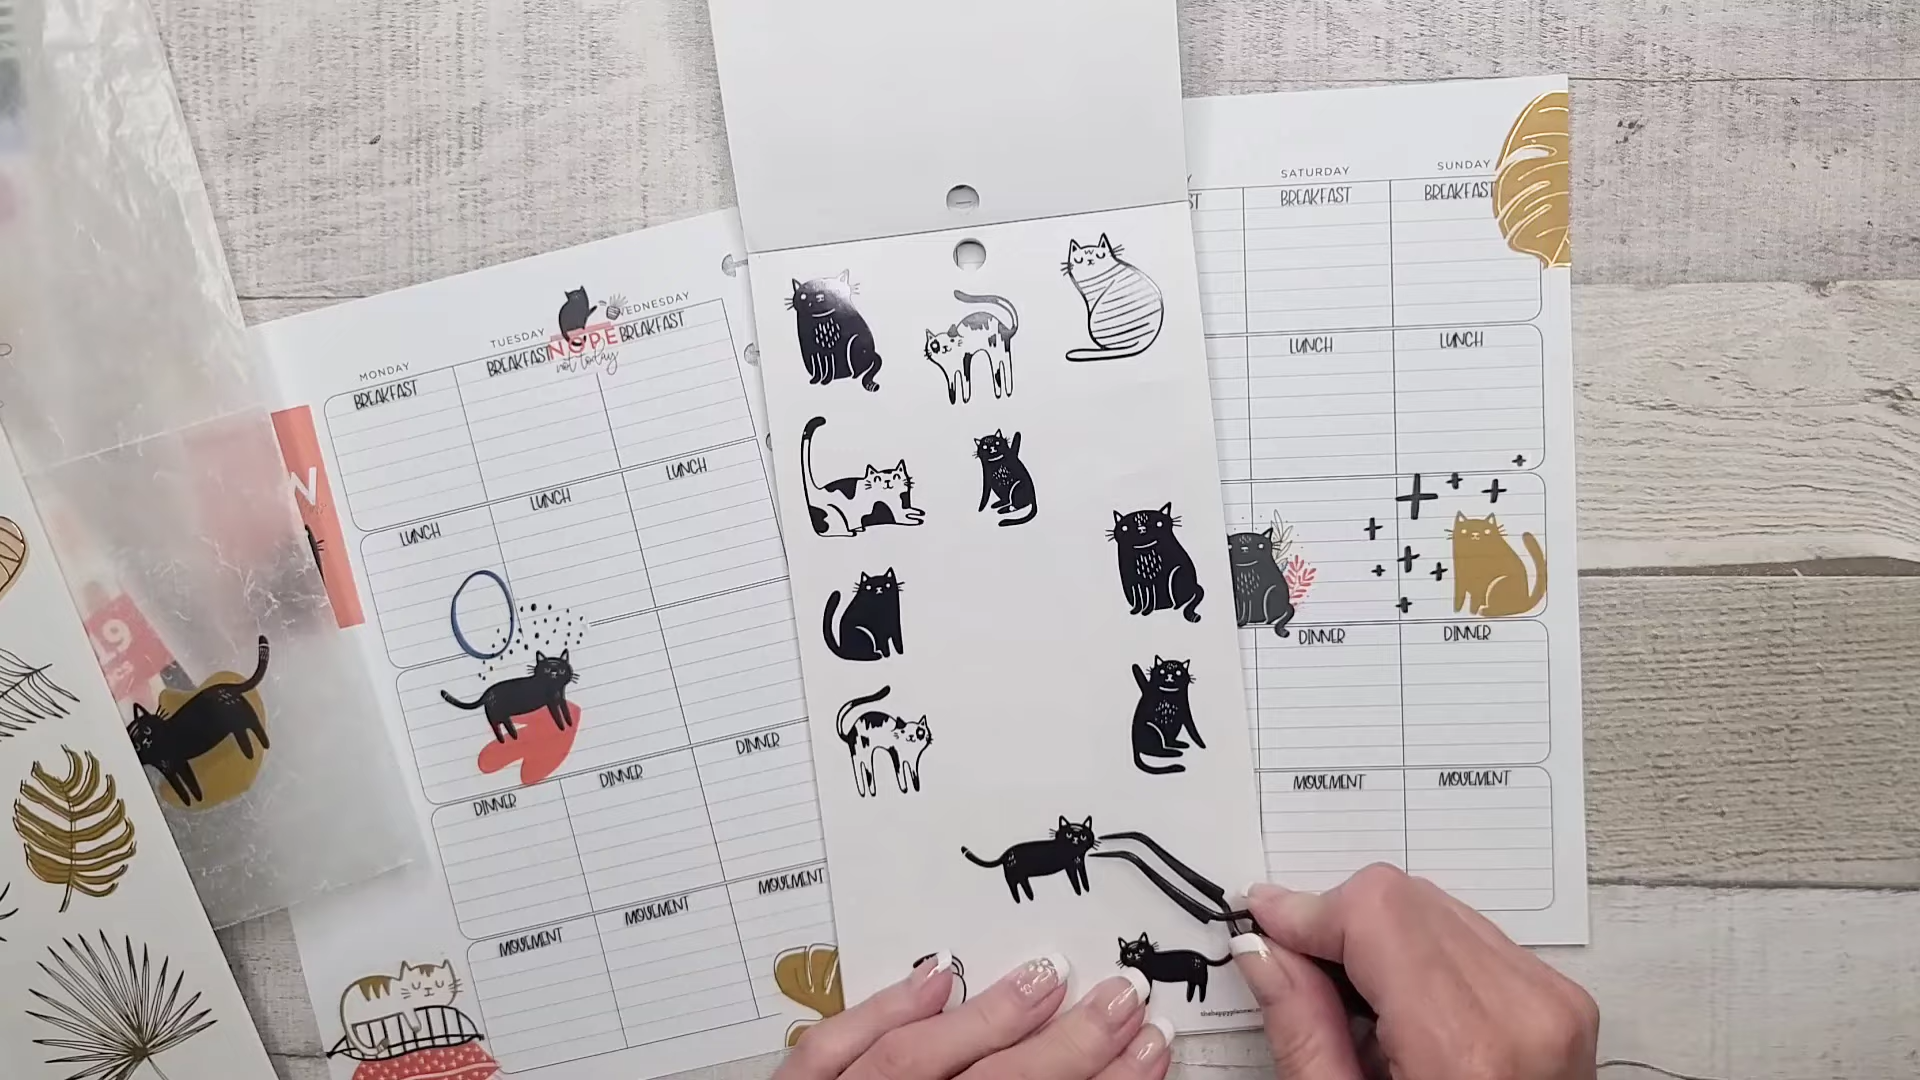 MONDAY
TUESDAY
WEDNESDAY
SATURDAY
SUNDAY
BREAKFAST
BREAKFAST
NOPE
not today
BREAKFAST
BREAKFAST
BREAKFAST
LUNCH
LUNCH
LUNCH
LUNCH
LUNCH
DINNER
DINNER
DINNER
DINNER
DINNER
MOVEMENT
MOVEMENT
MOVEMENT
MOVEMENT
MOVEMENT
19